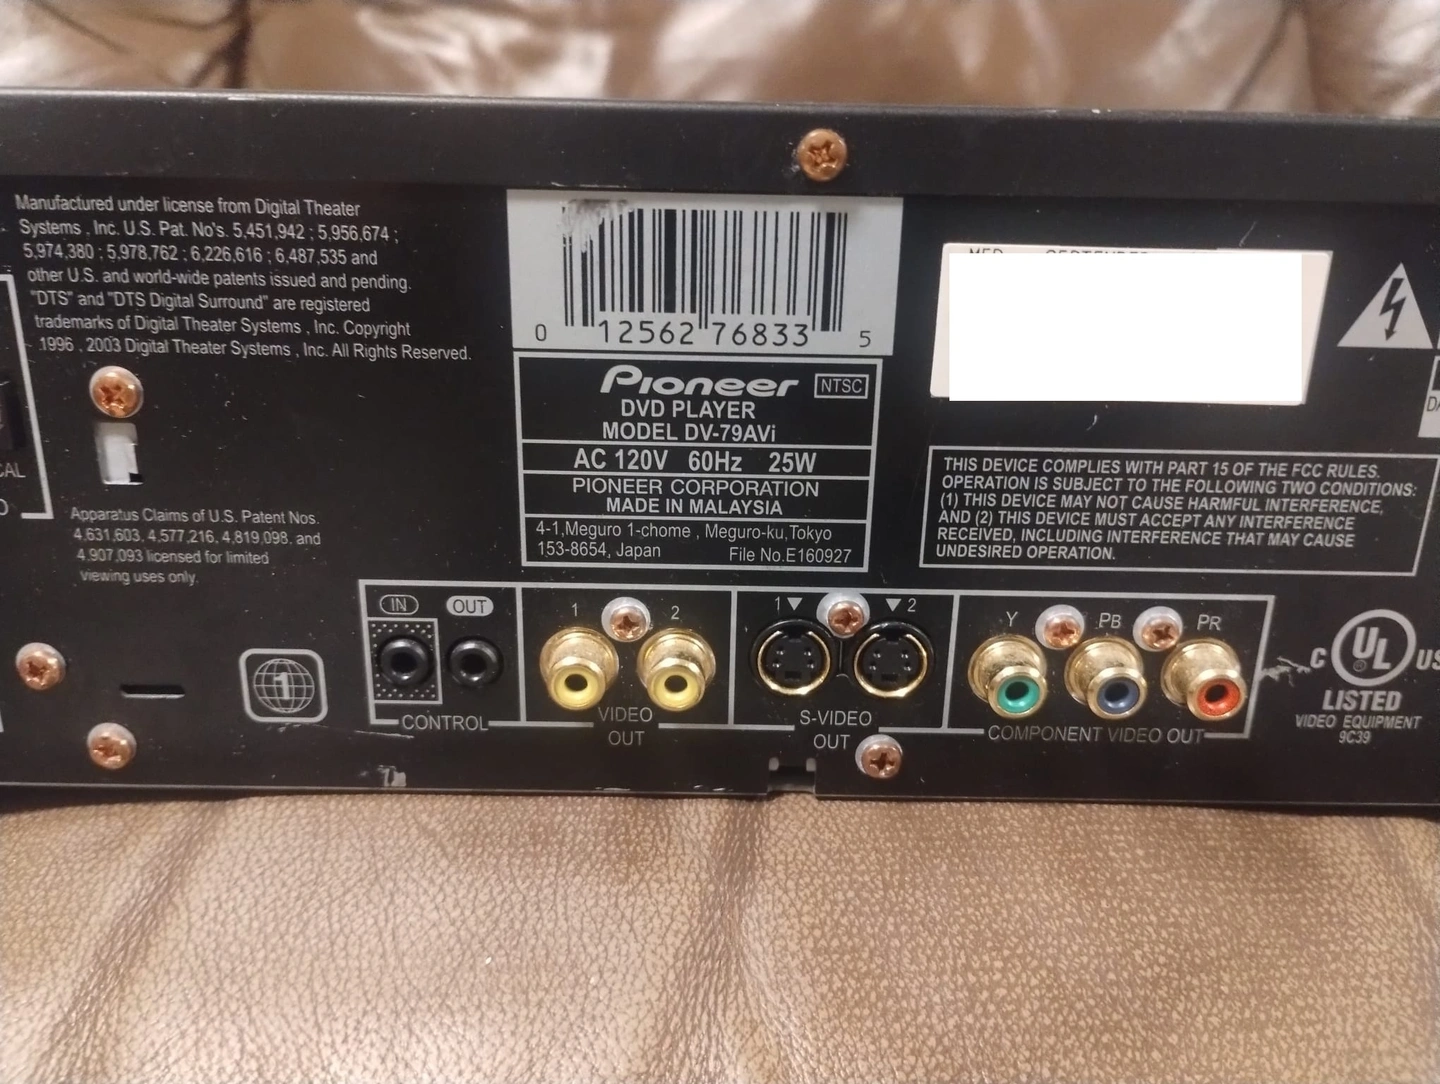 Manufactured under license from Digital Theater
Systems , Inc. U.S. Pat. No's. 5,451,942 ; 5,956,674 ;
5,974,380 ; 5,978,762 ; 6,226,616 ; 6,487,535 and
other U.S. and world-wide patents issued and pending.
"DTS" and "DTS Digital Surround" are registered
trademarks of Digital Theater Systems , Inc. Copyright
1996 , 2003 Digital Theater Systems , Inc. All Rights Reserved.
0 12562 76833 5
Pioneer NTSC
DVD PLAYER
MODEL DV-79AVi
AC 120V 60Hz 25W
PIONEER CORPORATION
MADE IN MALAYSIA
4-1,Meguro 1-chome , Meguro-ku,Tokyo
153-8654, Japan File No.E160927
THIS DEVICE COMPLIES WITH PART 15 OF THE FCC RULES.
OPERATION IS SUBJECT TO THE FOLLOWING TWO CONDITIONS:
(1) THIS DEVICE MAY NOT CAUSE HARMFUL INTERFERENCE,
AND (2) THIS DEVICE MUST ACCEPT ANY INTERFERENCE
RECEIVED, INCLUDING INTERFERENCE THAT MAY CAUSE
UNDESIRED OPERATION.
Apparatus Claims of U.S. Patent Nos.
4,631,603, 4,577,216, 4,819,098, and
4,907,093 licensed for limited
viewing uses only.
1
IN OUT
CONTROL
1 2
VIDEO
OUT
1 2
S-VIDEO
OUT
Y PB PR
COMPONENT VIDEO OUT
C UL US
®
LISTED
VIDEO EQUIPMENT
9C39